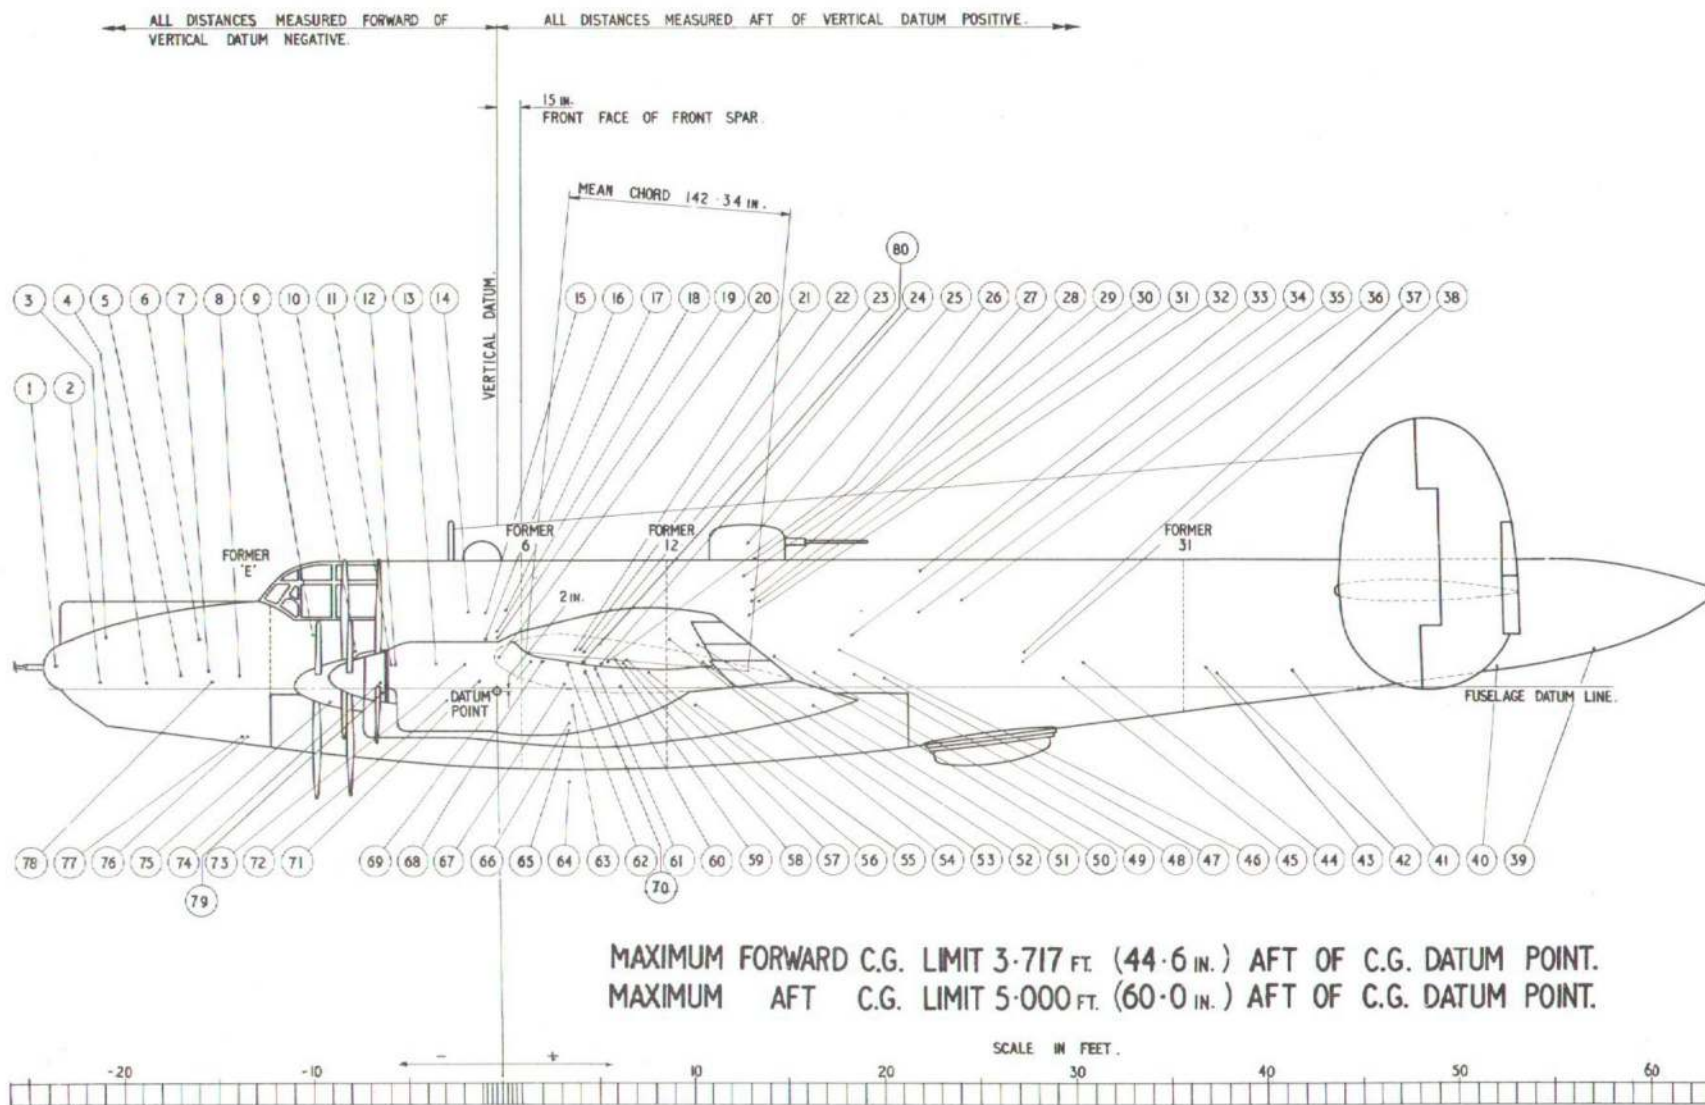 ALL DISTANCES MEASURED FORWARD OF
VERTICAL DATUM NEGATIVE.
ALL DISTANCES MEASURED AFT OF VERTICAL DATUM POSITIVE.
15 IN.
FRONT FACE OF FRONT SPAR.
MEAN CHORD 142·34 IN.
VERTICAL DATUM.
80
3 4 5 6 7 8 9 10 11 12 13 14 15 16 17 18 19 20 21 22 23 24 25 26 27 28 29 30 31 32 33 34 35 36 37 38
1 2
FORMER
'E'
FORMER
6
FORMER
12
FORMER
31
2 IN.
DATUM
POINT
FUSELAGE DATUM LINE.
78 77 76 75 74 73 72 71 69 68 67 66 65 64 63 62 61 60 59 58 57 56 55 54 53 52 51 50 49 48 47 46 45 44 43 42 41 40 39
79
70
MAXIMUM FORWARD C.G. LIMIT 3·717 FT. (44·6 IN.) AFT OF C.G. DATUM POINT.
MAXIMUM AFT C.G. LIMIT 5·000 FT. (60·0 IN.) AFT OF C.G. DATUM POINT.
SCALE IN FEET.
- +
-20 -10 10 20 30 40 50 60